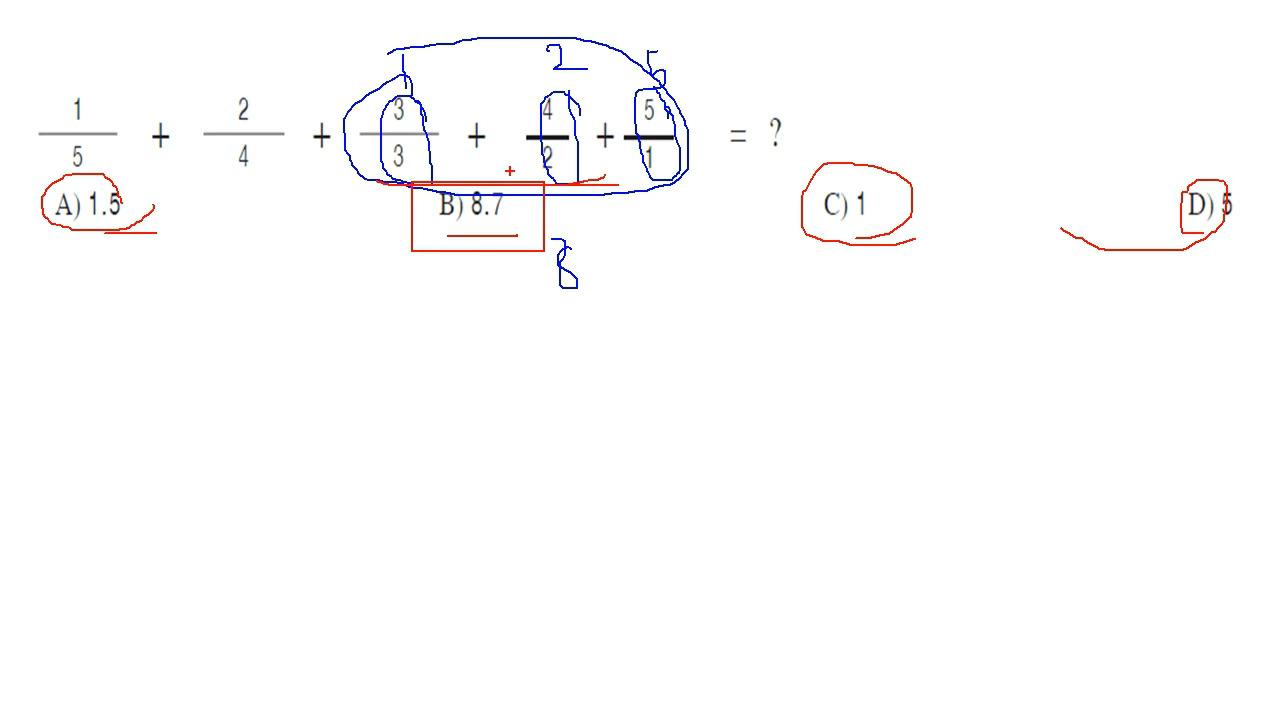 1 2 5
1/5 + 2/4 + 3/3 + 4/2 + 5/1 = ?
+
A) 1.5 B) 8.7 C) 1 D) 5
8